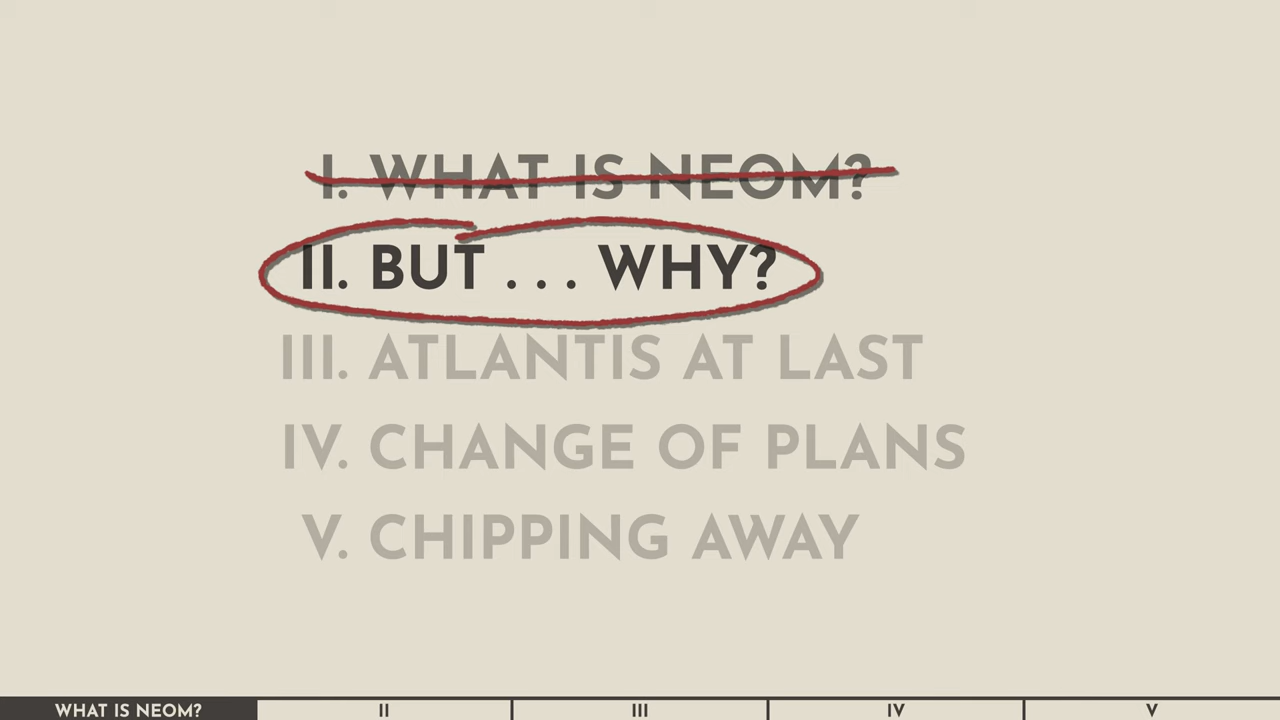 I. WHAT IS NEOM?
II. BUT . . . WHY?
III. ATLANTIS AT LAST
IV. CHANGE OF PLANS
V. CHIPPING AWAY
WHAT IS NEOM? II III IV V